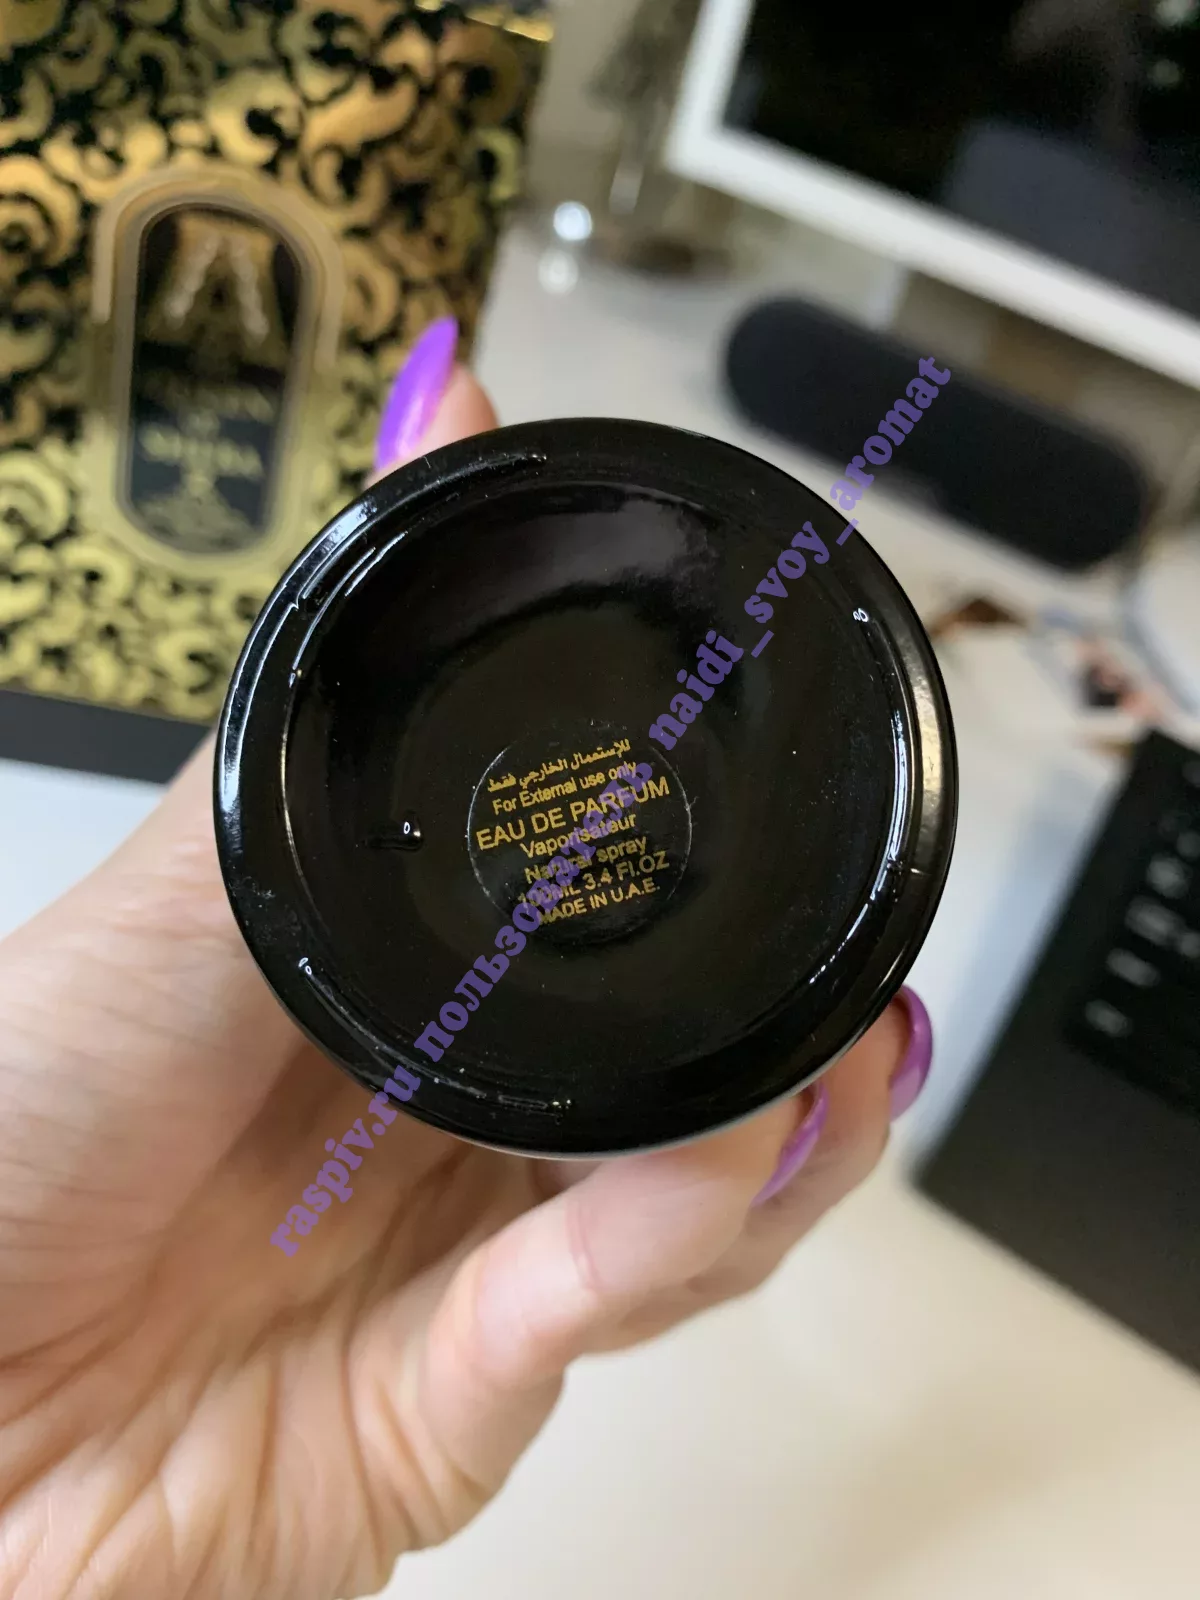 للإستعمال الخارجي فقط
For External use only
EAU DE PARFUM
Vaporisateur
Natural spray
100ML 3.4 Fl.OZ
MADE IN U.A.E.
raspiv.ru пользователь naidi_svoy_aromat